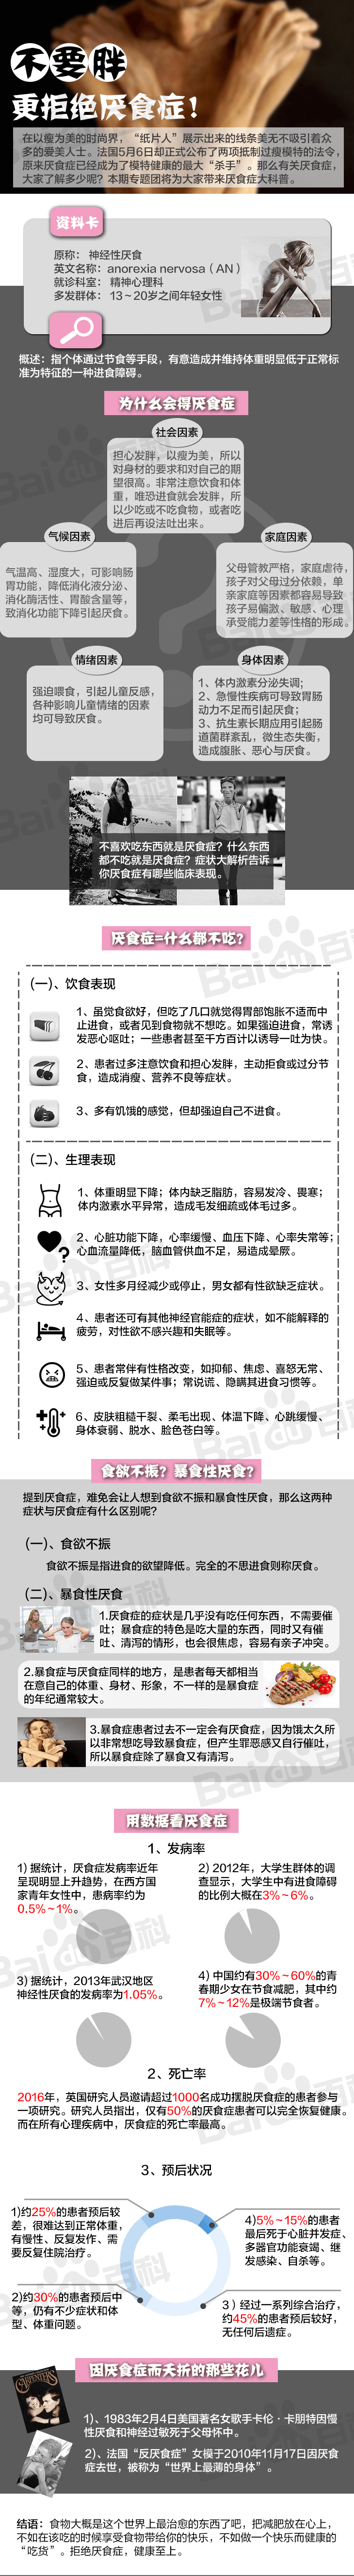 不要胖
更拒绝厌食症！
在以瘦为美的时尚界，“纸片人”展示出来的线条美无不吸引着众
多的爱美人士。法国5月6日却正式公布了两项抵制过瘦模特的法令，
原来厌食症已经成为了模特健康的最大“杀手”。那么有关厌食症，
大家了解多少呢？本期专题团将为大家带来厌食症大科普。
资料卡
原称： 神经性厌食
英文名称：anorexia nervosa（AN）
就诊科室： 精神心理科
多发群体： 13～20岁之间年轻女性
概述：指个体通过节食等手段，有意造成并维持体重明显低于正常标
准为特征的一种进食障碍。
为什么会得厌食症
社会因素
担心发胖，以瘦为美，所以
对身材的要求和对自己的期
望很高。非常注意饮食和体
重，唯恐进食就会发胖，所
以少吃或不吃食物，或者吃
进后再设法吐出来。
气候因素
气温高、湿度大，可影响肠
胃功能，降低消化液分泌、
消化酶活性、胃酸含量等，
致消化功能下降引起厌食。
家庭因素
父母管教严格，家庭虐待，
孩子对父母过分依赖，单
亲家庭等因素都容易导致
孩子易偏激、敏感、心理
承受能力差等性格的形成。
情绪因素
强迫喂食，引起儿童反感，
各种影响儿童情绪的因素
均可导致厌食。
身体因素
1、体内激素分泌失调；
2、急慢性疾病可导致胃肠
动力不足而引起厌食；
3、抗生素长期应用引起肠
道菌群紊乱，微生态失衡，
造成腹胀、恶心与厌食。
不喜欢吃东西就是厌食症？什么东西
都不吃就是厌食症？症状大解析告诉
你厌食症有哪些临床表现。
厌食症=什么都不吃？
（一）、饮食表现
1、虽觉食欲好，但吃了几口就觉得胃部饱胀不适而中
止进食，或者见到食物就不想吃。如果强迫进食，常诱
发恶心呕吐；一些患者甚至千方百计以诱导一吐为快。
2、患者过多注意饮食和担心发胖，主动拒食或过分节
食，造成消瘦、营养不良等症状。
3、多有饥饿的感觉，但却强迫自己不进食。
（二）、生理表现
1、体重明显下降；体内缺乏脂肪，容易发冷、畏寒；
体内激素水平异常，造成毛发细疏或体毛过多。
2、心脏功能下降，心率缓慢、血压下降、心率失常等；
心血流量降低，脑血管供血不足，易造成晕厥。
3、女性多月经减少或停止，男女都有性欲缺乏症状。
4、患者还可有其他神经官能症的症状，如不能解释的
疲劳，对性欲不感兴趣和失眠等。
5、患者常伴有性格改变，如抑郁、焦虑、喜怒无常、
强迫或反复做某件事；常说谎、隐瞒其进食习惯等。
6、皮肤粗糙干裂、柔毛出现、体温下降、心跳缓慢、
身体衰弱、脱水、脸色苍白等。
食欲不振？暴食性厌食？
提到厌食症，难免会让人想到食欲不振和暴食性厌食，那么这两种
症状与厌食症有什么区别呢？
（一）、食欲不振
食欲不振是指进食的欲望降低。完全的不思进食则称厌食。
（二）、暴食性厌食
1.厌食症的症状是几乎没有吃任何东西，不需要催
吐；暴食症的特色是吃大量的东西，同时又有催
吐、清泻的情形，也会很焦虑，容易有亲子冲突。
2.暴食症与厌食症同样的地方，是患者每天都相当
在意自己的体重、身材、形象，不一样的是暴食症
的年纪通常较大。
3.暴食症患者过去不一定会有厌食症，因为饿太久所
以非常想吃导致暴食症，但产生罪恶感又自行催吐，
所以暴食症除了暴食又有清泻。
用数据看厌食症
1、发病率
1）据统计，厌食症发病率近年
呈现明显上升趋势，在西方国
家青年女性中，患病率约为
0.5%～1%。
2）2012年，大学生群体的调
查显示，大学生中有进食障碍
的比例大概在3%～6%。
3）据统计，2013年武汉地区
神经性厌食的发病率为1.05%。
4）中国约有30%～60%的青
春期少女在节食减肥，其中约
7%～12%是极端节食者。
2、死亡率
2016年，英国研究人员邀请超过1000名成功摆脱厌食症的患者参与
一项研究。研究人员指出，仅有50%的厌食症患者可以完全恢复健康。
而在所有心理疾病中，厌食症的死亡率最高。
3、预后状况
1)约25%的患者预后较
差，很难达到正常体重，
有慢性、反复发作、需
要反复住院治疗。
4)5%～15%的患者
最后死于心脏并发症、
多器官功能衰竭、继
发感染、自杀等。
2)约30%的患者预后中
等，仍有不少症状和体
型、体重问题。
3）经过一系列综合治疗，
约45%的患者预后较好，
无任何后遗症。
因厌食症而夭折的那些花儿
CARPENTERS
1）、1983年2月4日美国著名女歌手卡伦·卡朋特因慢
性厌食和神经过敏死于父母怀中。
2）、法国“反厌食症”女模于2010年11月17日因厌食
症去世，被称为“世界上最薄的身体”。
结语：食物大概是这个世界上最治愈的东西了吧，把减肥放在心上，
不如在该吃的时候享受食物带给你的快乐，不如做一个快乐而健康的
“吃货”。拒绝厌食症，健康至上。